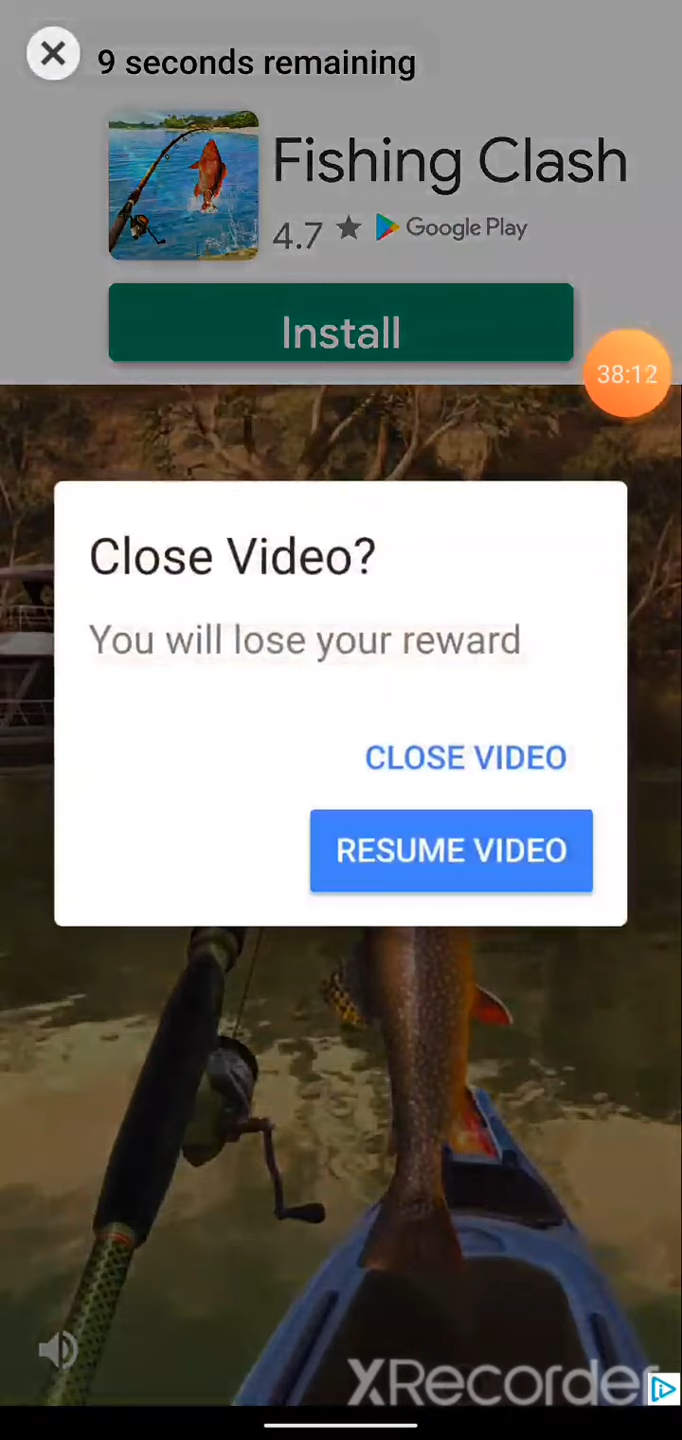 9 seconds remaining
Fishing Clash
4.7 ★ Google Play
Install
38:12
Close Video?
You will lose your reward
CLOSE VIDEO
RESUME VIDEO
XRecorder